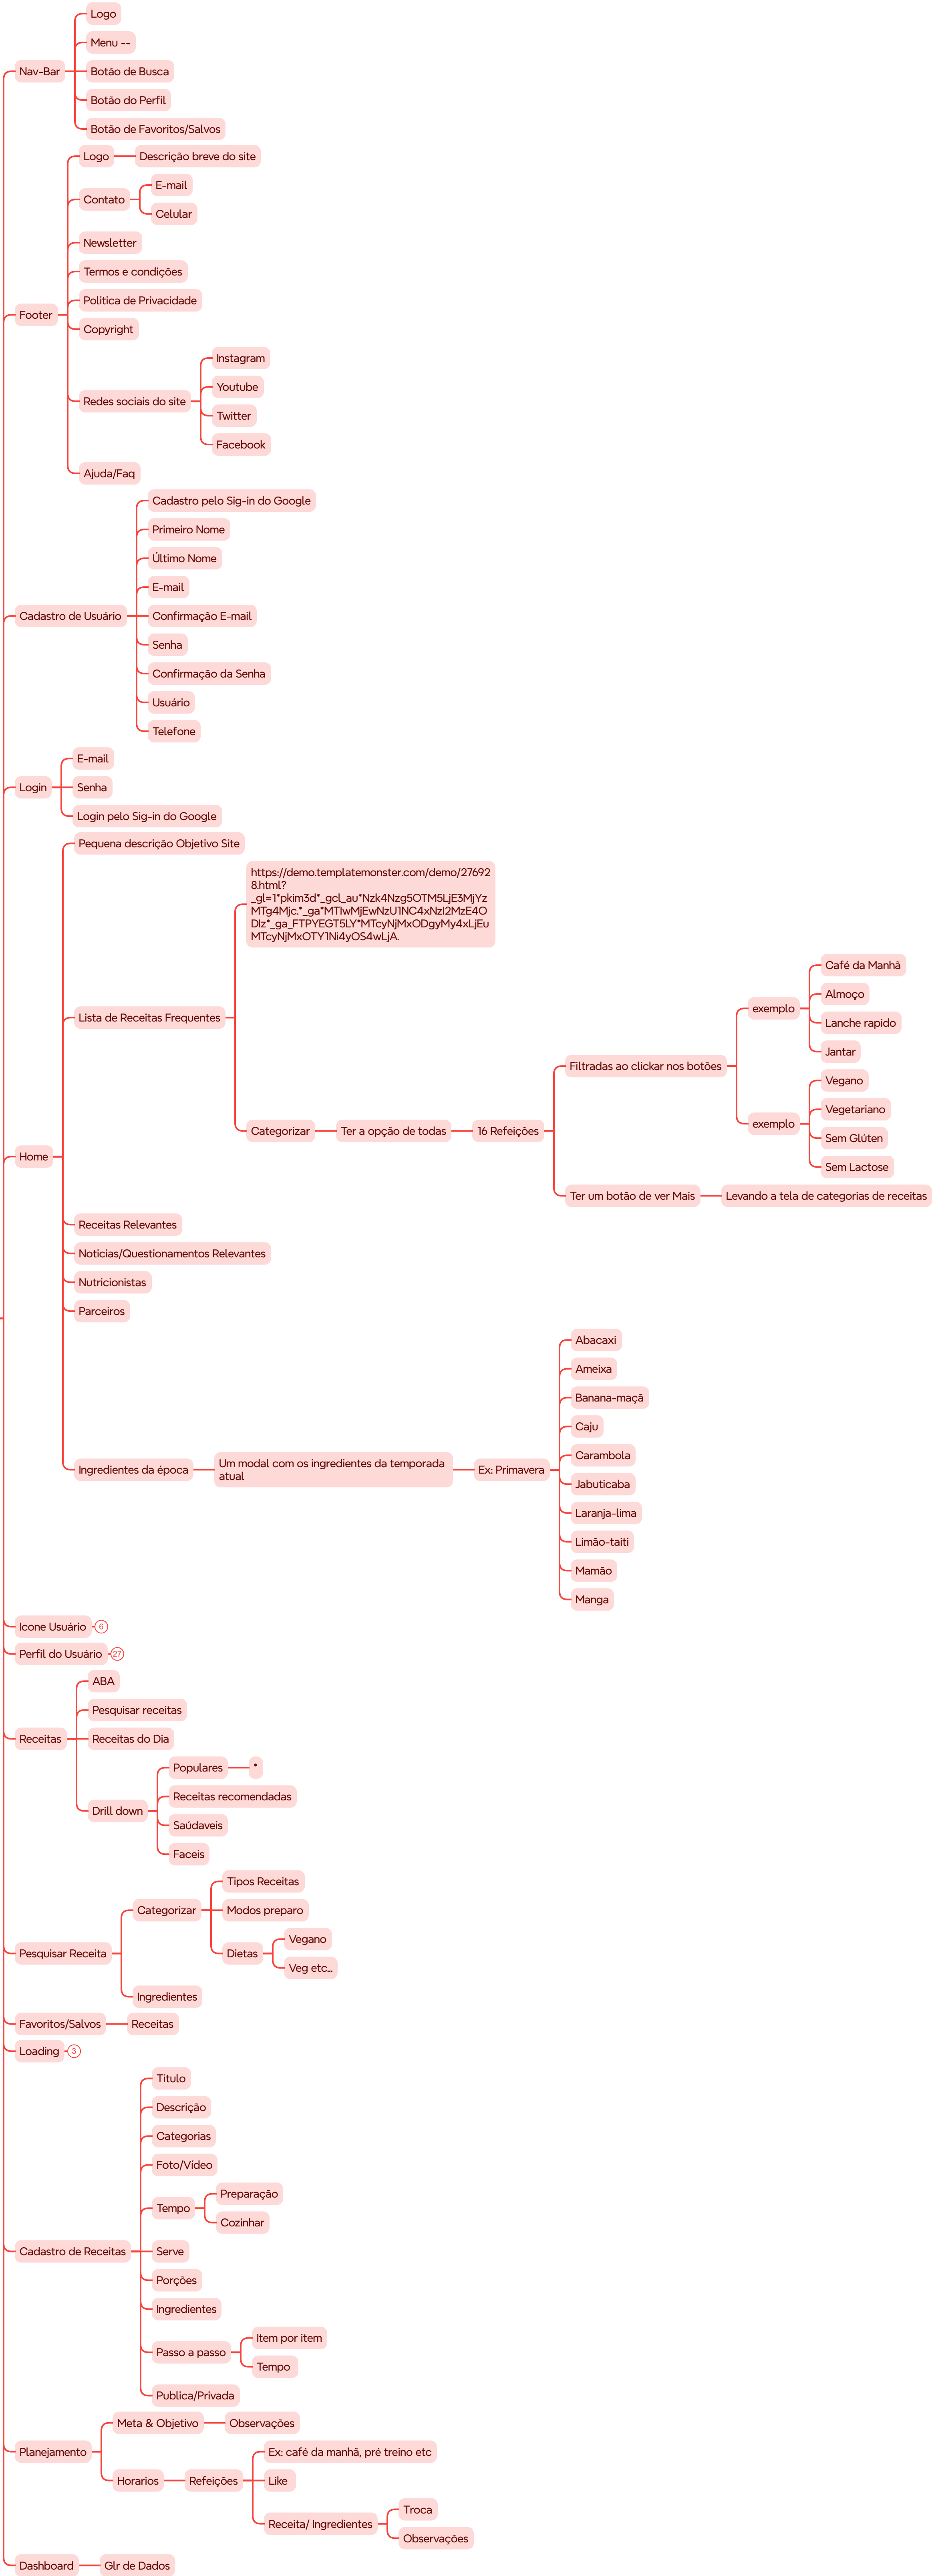 Nav-Bar
Logo
Menu --
Botão de Busca
Botão do Perfil
Botão de Favoritos/Salvos
Footer
Logo
Descrição breve do site
Contato
E-mail
Celular
Newsletter
Termos e condições
Politica de Privacidade
Copyright
Redes sociais do site
Instagram
Youtube
Twitter
Facebook
Ajuda/Faq
Cadastro de Usuário
Cadastro pelo Sig-in do Google
Primeiro Nome
Último Nome
E-mail
Confirmação E-mail
Senha
Confirmação da Senha
Usuário
Telefone
Login
E-mail
Senha
Login pelo Sig-in do Google
Home
Pequena descrição Objetivo Site
Lista de Receitas Frequentes
https://demo.templatemonster.com/demo/27692
8.html?
_gl=1*pkim3d*_gcl_au*Nzk4Nzg5OTM5LjE3MjYz
MTg4Mjc.*_ga*MTIwMjEwNzU1NC4xNzI2MzE4O
DIz*_ga_FTPYEGT5LY*MTcyNjMxODgyMy4xLjEu
MTcyNjMxOTY1Ni4yOS4wLjA.
Categorizar
Ter a opção de todas
16 Refeições
Filtradas ao clickar nos botões
exemplo
Café da Manhã
Almoço
Lanche rapido
Jantar
exemplo
Vegano
Vegetariano
Sem Glúten
Sem Lactose
Ter um botão de ver Mais
Levando a tela de categorias de receitas
Receitas Relevantes
Noticias/Questionamentos Relevantes
Nutricionistas
Parceiros
Ingredientes da época
Um modal com os ingredientes da temporada
atual
Ex: Primavera
Abacaxi
Ameixa
Banana-maçã
Caju
Carambola
Jabuticaba
Laranja-lima
Limão-taiti
Mamão
Manga
Icone Usuário
6
Perfil do Usuário
27
Receitas
ABA
Pesquisar receitas
Receitas do Dia
Drill down
Populares
*
Receitas recomendadas
Saúdaveis
Faceis
Pesquisar Receita
Categorizar
Tipos Receitas
Modos preparo
Dietas
Vegano
Veg etc...
Ingredientes
Favoritos/Salvos
Receitas
Loading
3
Cadastro de Receitas
Titulo
Descrição
Categorias
Foto/Video
Tempo
Preparação
Cozinhar
Serve
Porções
Ingredientes
Passo a passo
Item por item
Tempo
Publica/Privada
Planejamento
Meta & Objetivo
Observações
Horarios
Refeições
Ex: café da manhã, pré treino etc
Like
Receita/ Ingredientes
Troca
Observações
Dashboard
Glr de Dados